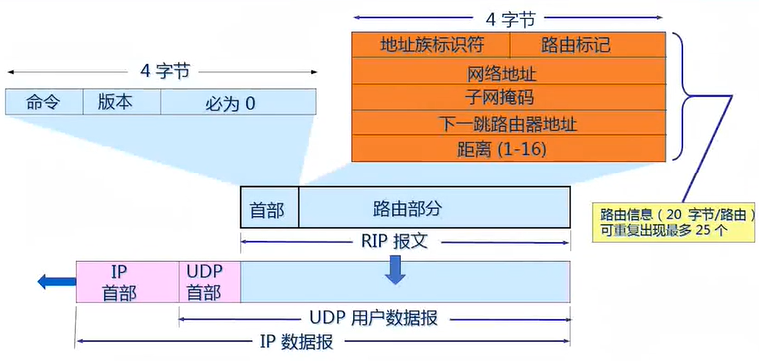 4 字节
地址族标识符 路由标记
网络地址
子网掩码
下一跳路由器地址
距离 (1-16)
4 字节
命令 版本 必为 0
路由信息（20 字节/路由）
可重复出现最多 25 个
首部 路由部分
RIP 报文
IP
首部
UDP
首部
UDP 用户数据报
IP 数据报